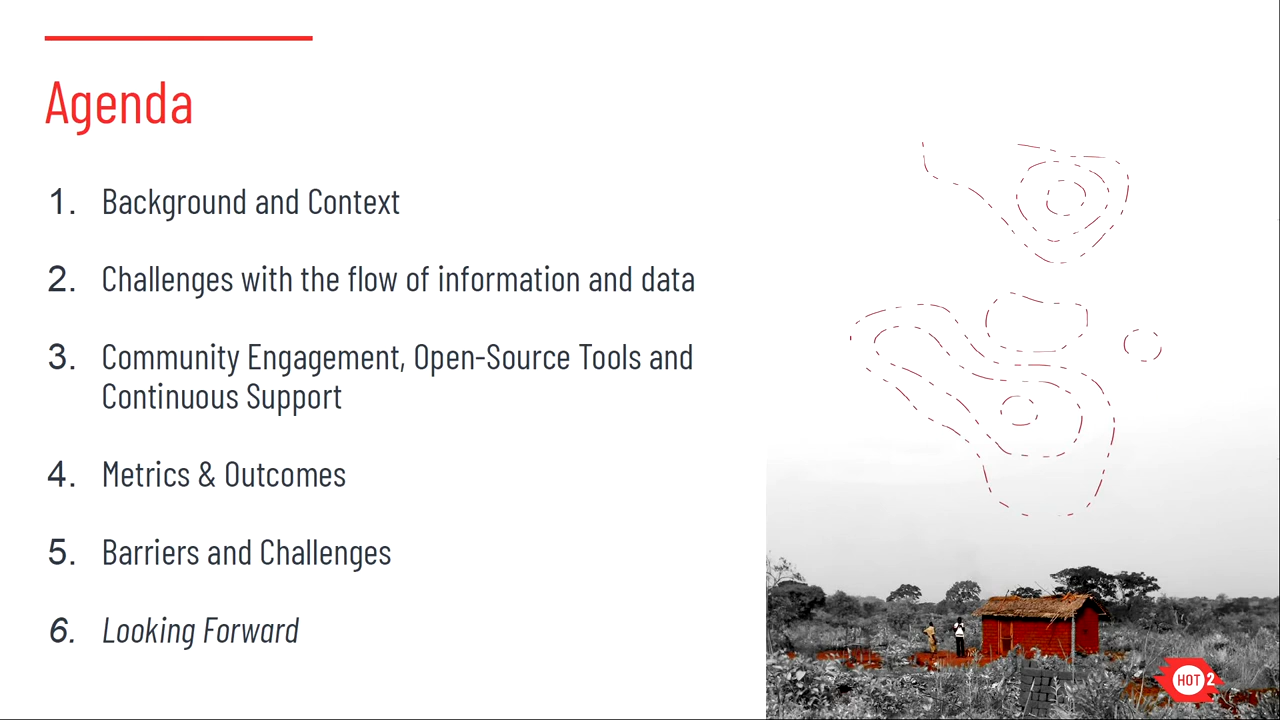 Agenda
1. Background and Context
2. Challenges with the flow of information and data
3. Community Engagement, Open-Source Tools and
Continuous Support
4. Metrics & Outcomes
5. Barriers and Challenges
6. Looking Forward
HOT 2